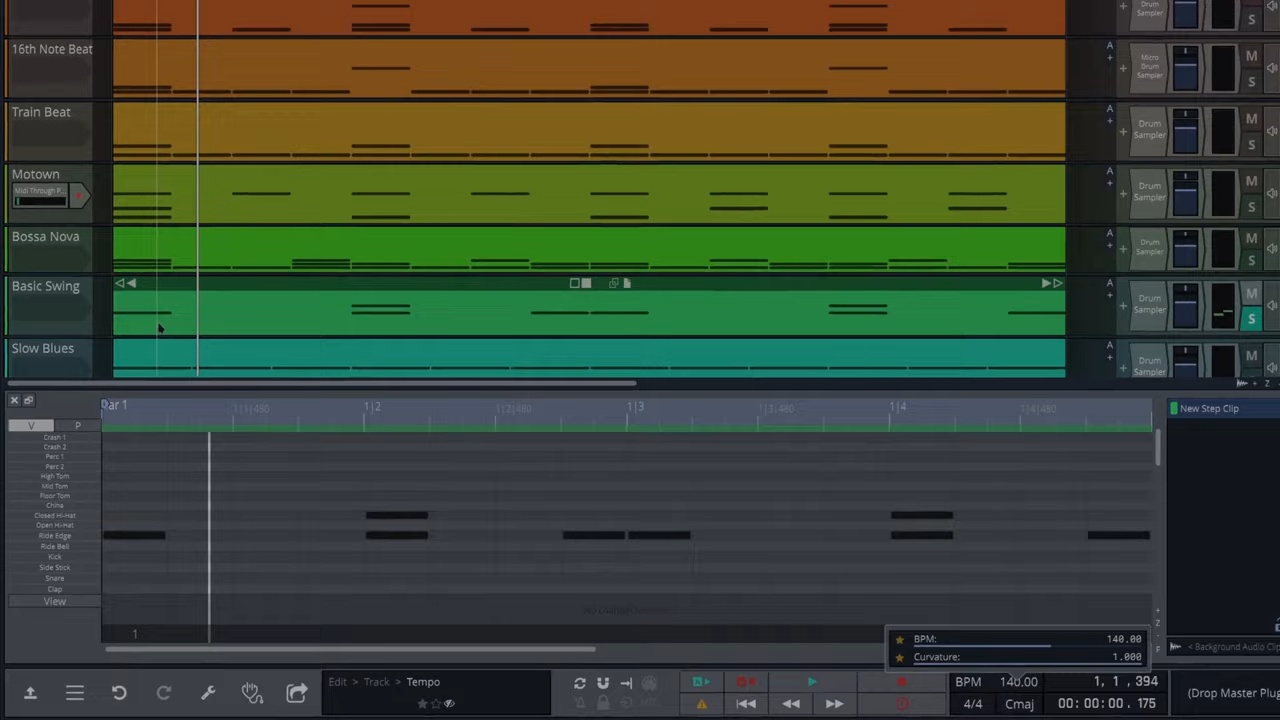 Drum
Sampler
S
16th Note Beat
A
+
+
Micro
Drum
Sampler
M
S
Train Beat
A
+
+
Drum
Sampler
M
S
Motown
Midi Through P...
A
+
+
Drum
Sampler
M
S
Bossa Nova
A
+
+
Drum
Sampler
M
S
Basic Swing
A
+
+
Drum
Sampler
M
S
Slow Blues
A
+
+
Drum
Sampler
M
+ Z
1|1|480
1|2
1|2|480
1|3
1|3|480
1|4
1|4|480
New Step Clip
V P
Crash 1
Crash 2
Perc 1
Perc 2
High Tom
Mid Tom
Floor Tom
China
Closed Hi-Hat
Open Hi-Hat
Ride Edge
Ride Bell
Kick
Side Stick
Snare
Clap
View
1
BPM: 140.00
Curvature: 1.000
+
Z
-
F
< Background Audio Cli
Edit > Track > Tempo
BPM 140.00 1, 1, 394
4/4 Cmaj 00:00:00. 175
(Drop Master Plug